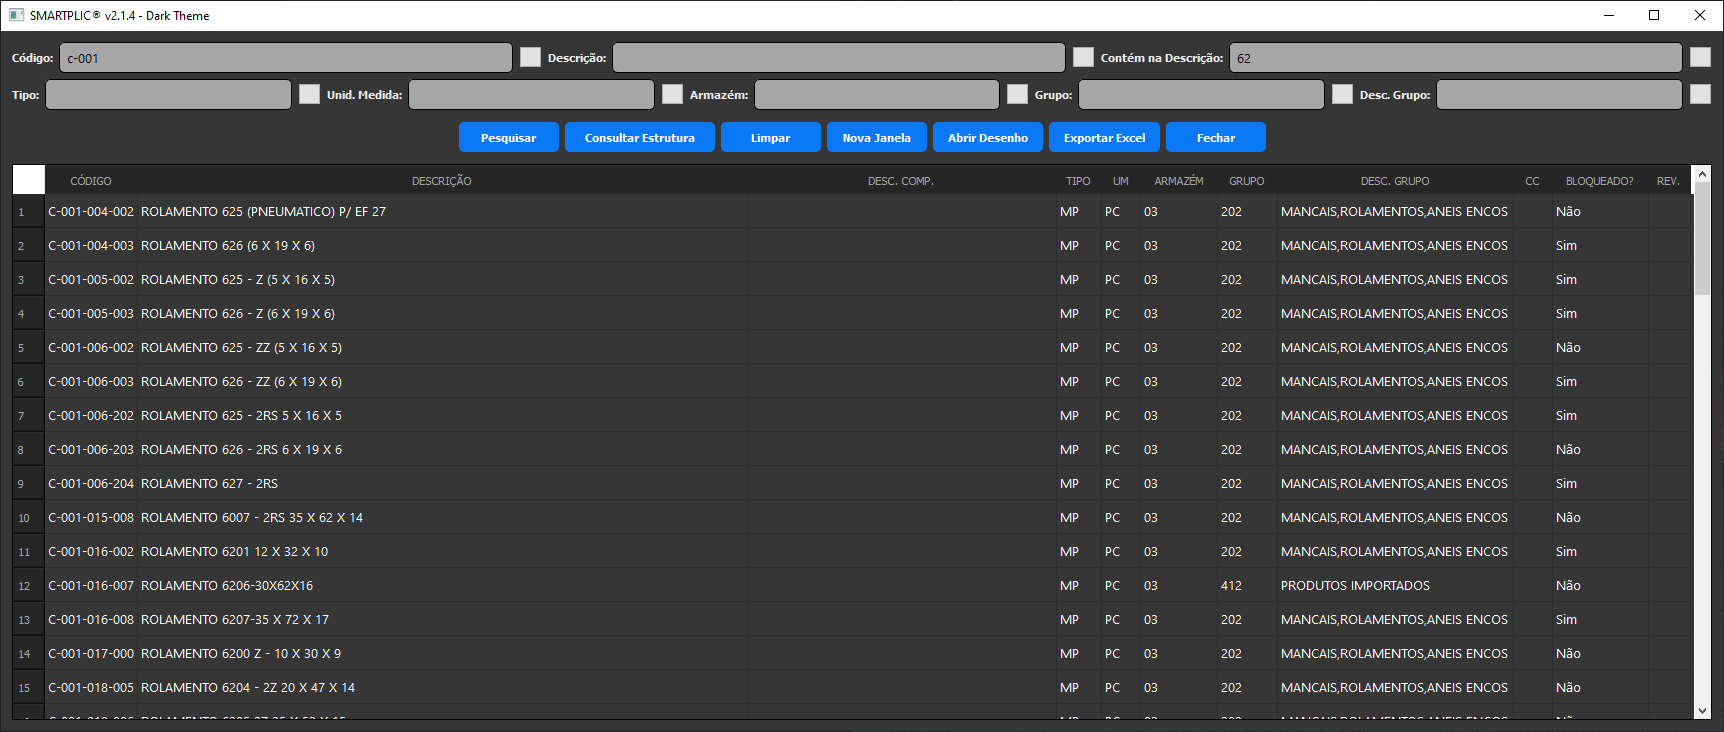 SMARTPLIC® v2.1.4 - Dark Theme
Código: c-001 Descrição: Contém na Descrição: 62
Tipo: Unid. Medida: Armazém: Grupo: Desc. Grupo:
Pesquisar Consultar Estrutura Limpar Nova Janela Abrir Desenho Exportar Excel Fechar
CÓDIGO DESCRIÇÃO DESC. COMP. TIPO UM ARMAZÉM GRUPO DESC. GRUPO CC BLOQUEADO? REV.
1 C-001-004-002 ROLAMENTO 625 (PNEUMATICO) P/ EF 27 MP PC 03 202 MANCAIS,ROLAMENTOS,ANEIS ENCOS Não
2 C-001-004-003 ROLAMENTO 626 (6 X 19 X 6) MP PC 03 202 MANCAIS,ROLAMENTOS,ANEIS ENCOS Sim
3 C-001-005-002 ROLAMENTO 625 - Z (5 X 16 X 5) MP PC 03 202 MANCAIS,ROLAMENTOS,ANEIS ENCOS Sim
4 C-001-005-003 ROLAMENTO 626 - Z (6 X 19 X 6) MP PC 03 202 MANCAIS,ROLAMENTOS,ANEIS ENCOS Sim
5 C-001-006-002 ROLAMENTO 625 - ZZ (5 X 16 X 5) MP PC 03 202 MANCAIS,ROLAMENTOS,ANEIS ENCOS Não
6 C-001-006-003 ROLAMENTO 626 - ZZ (6 X 19 X 6) MP PC 03 202 MANCAIS,ROLAMENTOS,ANEIS ENCOS Sim
7 C-001-006-202 ROLAMENTO 625 - 2RS 5 X 16 X 5 MP PC 03 202 MANCAIS,ROLAMENTOS,ANEIS ENCOS Sim
8 C-001-006-203 ROLAMENTO 626 - 2RS 6 X 19 X 6 MP PC 03 202 MANCAIS,ROLAMENTOS,ANEIS ENCOS Não
9 C-001-006-204 ROLAMENTO 627 - 2RS MP PC 03 202 MANCAIS,ROLAMENTOS,ANEIS ENCOS Sim
10 C-001-015-008 ROLAMENTO 6007 - 2RS 35 X 62 X 14 MP PC 03 202 MANCAIS,ROLAMENTOS,ANEIS ENCOS Não
11 C-001-016-002 ROLAMENTO 6201 12 X 32 X 10 MP PC 03 202 MANCAIS,ROLAMENTOS,ANEIS ENCOS Sim
12 C-001-016-007 ROLAMENTO 6206-30X62X16 MP PC 03 412 PRODUTOS IMPORTADOS Não
13 C-001-016-008 ROLAMENTO 6207-35 X 72 X 17 MP PC 03 202 MANCAIS,ROLAMENTOS,ANEIS ENCOS Sim
14 C-001-017-000 ROLAMENTO 6200 Z - 10 X 30 X 9 MP PC 03 202 MANCAIS,ROLAMENTOS,ANEIS ENCOS Não
15 C-001-018-005 ROLAMENTO 6204 - 2Z 20 X 47 X 14 MP PC 03 202 MANCAIS,ROLAMENTOS,ANEIS ENCOS Não